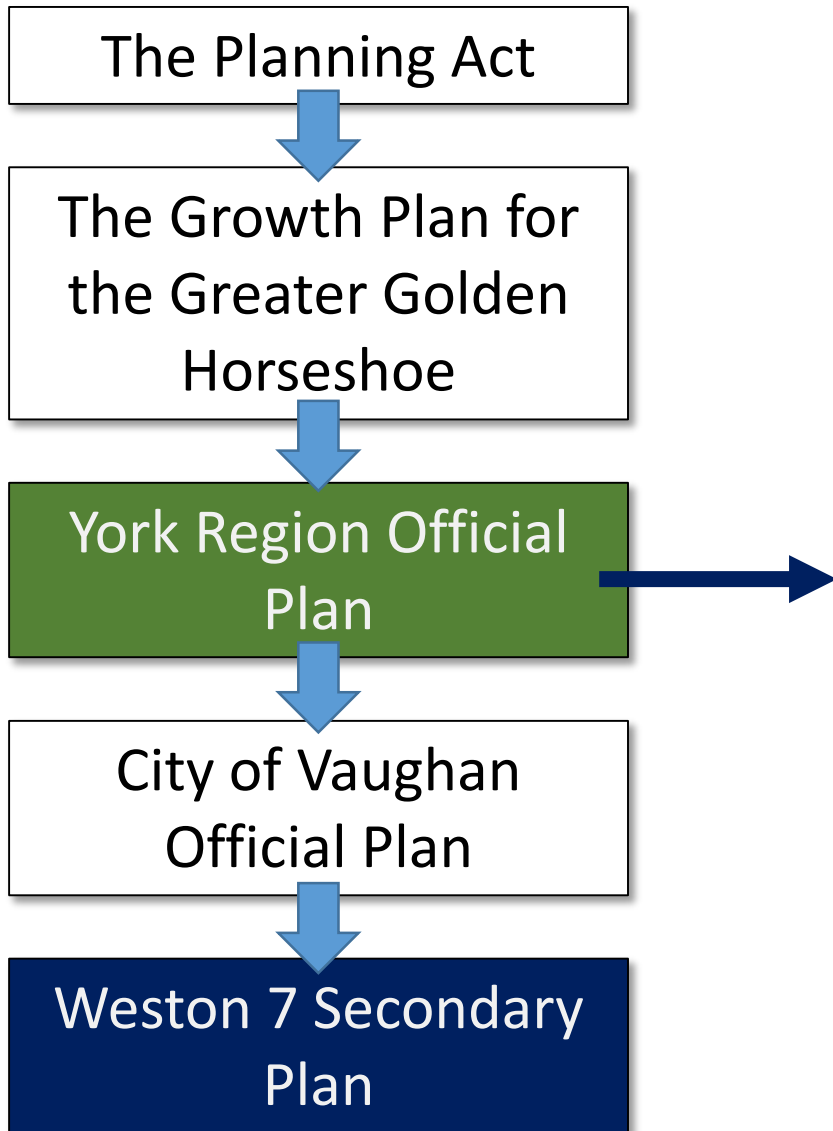 The Planning Act
The Growth Plan for
the Greater Golden
Horseshoe
York Region Official
Plan
City of Vaughan
Official Plan
Weston 7 Secondary
Plan